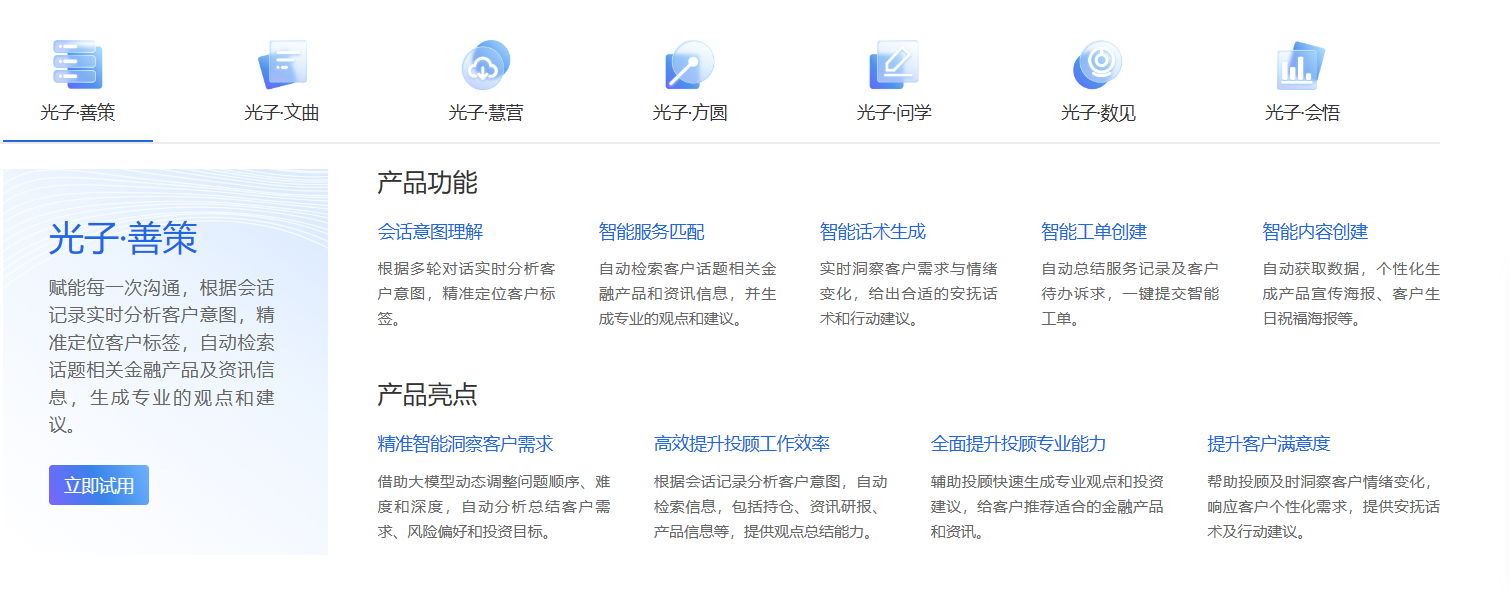 光子·善策
光子·文曲
光子·慧营
光子·方圆
光子·问学
光子·数见
光子·会悟
光子·善策
赋能每一次沟通，根据会话
记录实时分析客户意图，精
准定位客户标签，自动检索
话题相关金融产品及资讯信
息，生成专业的观点和建
议。
立即试用
产品功能
会话意图理解
根据多轮对话实时分析客
户意图，精准定位客户标
签。
智能服务匹配
自动检索客户话题相关金
融产品和资讯信息，并生
成专业的观点和建议。
智能话术生成
实时洞察客户需求与情绪
变化，给出合适的安抚话
术和行动建议。
智能工单创建
自动总结服务记录及客户
待办诉求，一键提交智能
工单。
智能内容创建
自动获取数据，个性化生
成产品宣传海报、客户生
日祝福海报等。
产品亮点
精准智能洞察客户需求
借助大模型动态调整问题顺序、难
度和深度，自动分析总结客户需
求、风险偏好和投资目标。
高效提升投顾工作效率
根据会话记录分析客户意图，自动
检索信息，包括持仓、资讯研报、
产品信息等，提供观点总结能力。
全面提升投顾专业能力
辅助投顾快速生成专业观点和投资
建议，给客户推荐适合的金融产品
和资讯。
提升客户满意度
帮助投顾及时洞察客户情绪变化，
响应客户个性化需求，提供安抚话
术及行动建议。